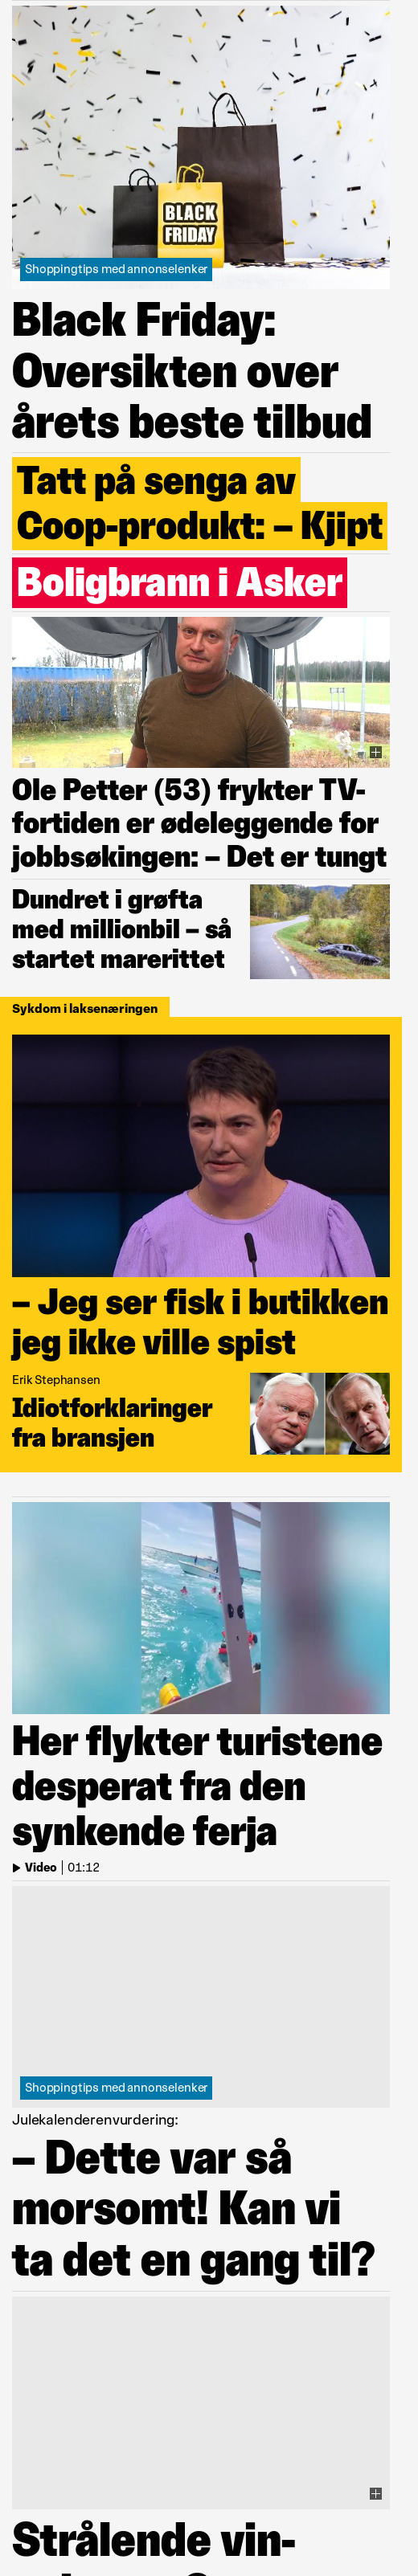 BLACK
FRIDAY
Shoppingtips med annonselenker
Black Friday:
Oversikten over
årets beste tilbud
Tatt på senga av
Coop-produkt: – Kjipt
Boligbrann i Asker
Ole Petter (53) frykter TV-
fortiden er ødeleggende for
jobbsøkingen: – Det er tungt
Dundret i grøfta
med millionbil – så
startet marerittet
Sykdom i laksenæringen
– Jeg ser fisk i butikken
jeg ikke ville spist
Erik Stephansen
Idiotforklaringer
fra bransjen
Her flykter turistene
desperat fra den
synkende ferja
Video 01:12
Shoppingtips med annonselenker
Julekalenderenvurdering:
– Dette var så
morsomt! Kan vi
ta det en gang til?
Strålende vin-